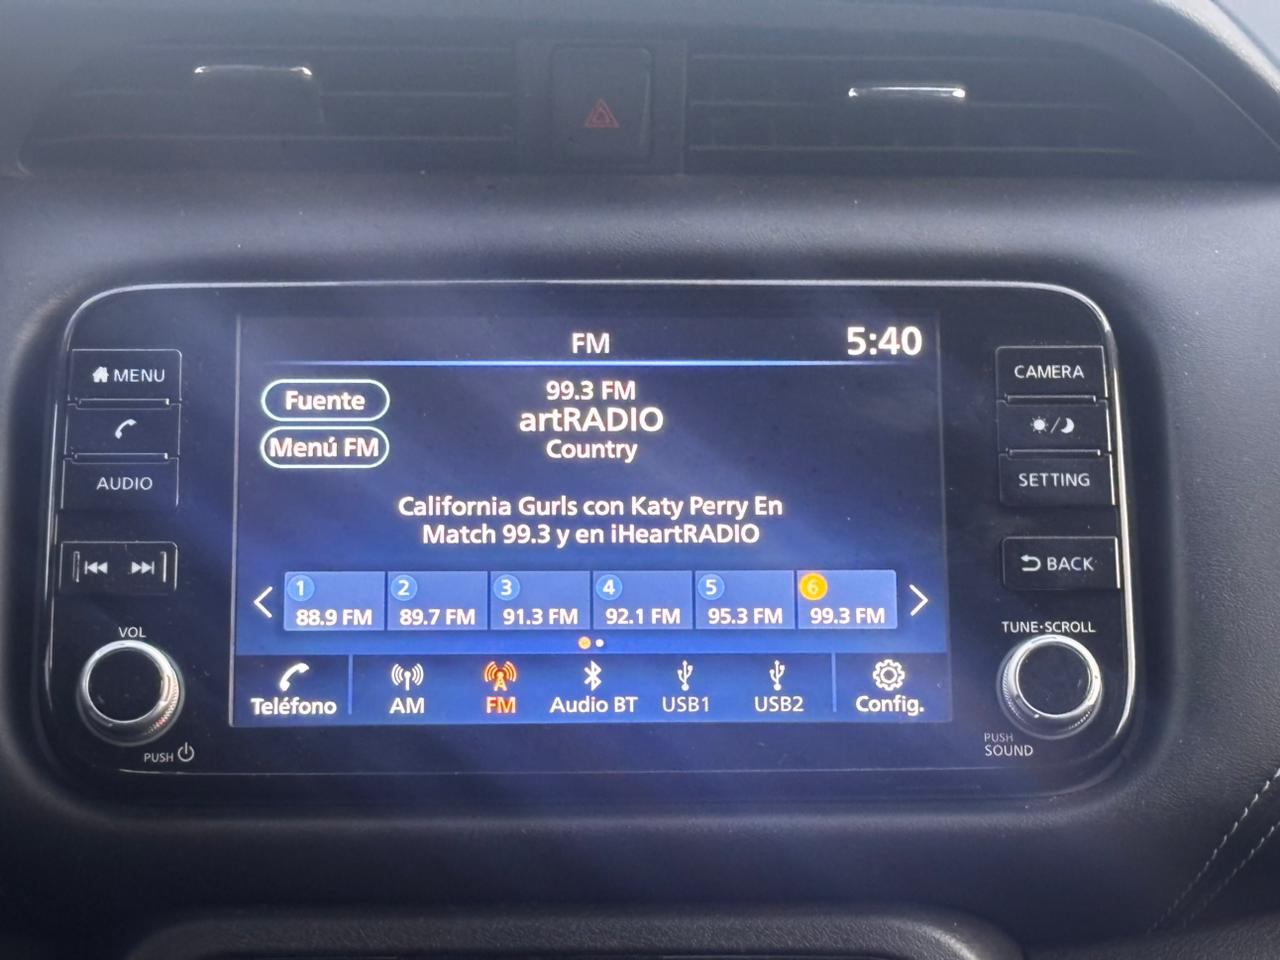 FM
5:40
MENU
AUDIO
VOL
PUSH
Fuente
Menú FM
99.3 FM
artRADIO
Country
California Gurls con Katy Perry En
Match 99.3 y en iHeartRADIO
1
88.9 FM
2
89.7 FM
3
91.3 FM
4
92.1 FM
5
95.3 FM
6
99.3 FM
Teléfono
AM
FM
Audio BT
USB1
USB2
Config.
CAMERA
SETTING
BACK
TUNE·SCROLL
PUSH
SOUND